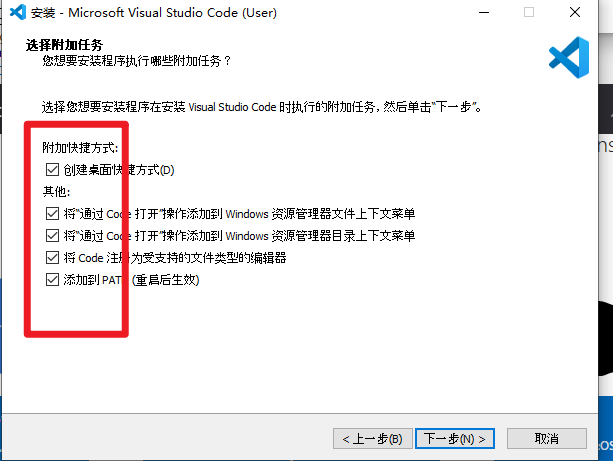 安装 - Microsoft Visual Studio Code (User)
选择附加任务
您想要安装程序执行哪些附加任务？
选择您想要安装程序在安装 Visual Studio Code 时执行的附加任务，然后单击“下一步”。
附加快捷方式:
创建桌面快捷方式(D)
其他:
将“通过 Code 打开”操作添加到 Windows 资源管理器文件上下文菜单
将“通过 Code 打开”操作添加到 Windows 资源管理器目录上下文菜单
将 Code 注册为受支持的文件类型的编辑器
添加到 PATH (重启后生效)
< 上一步(B)
下一步(N) >
取消